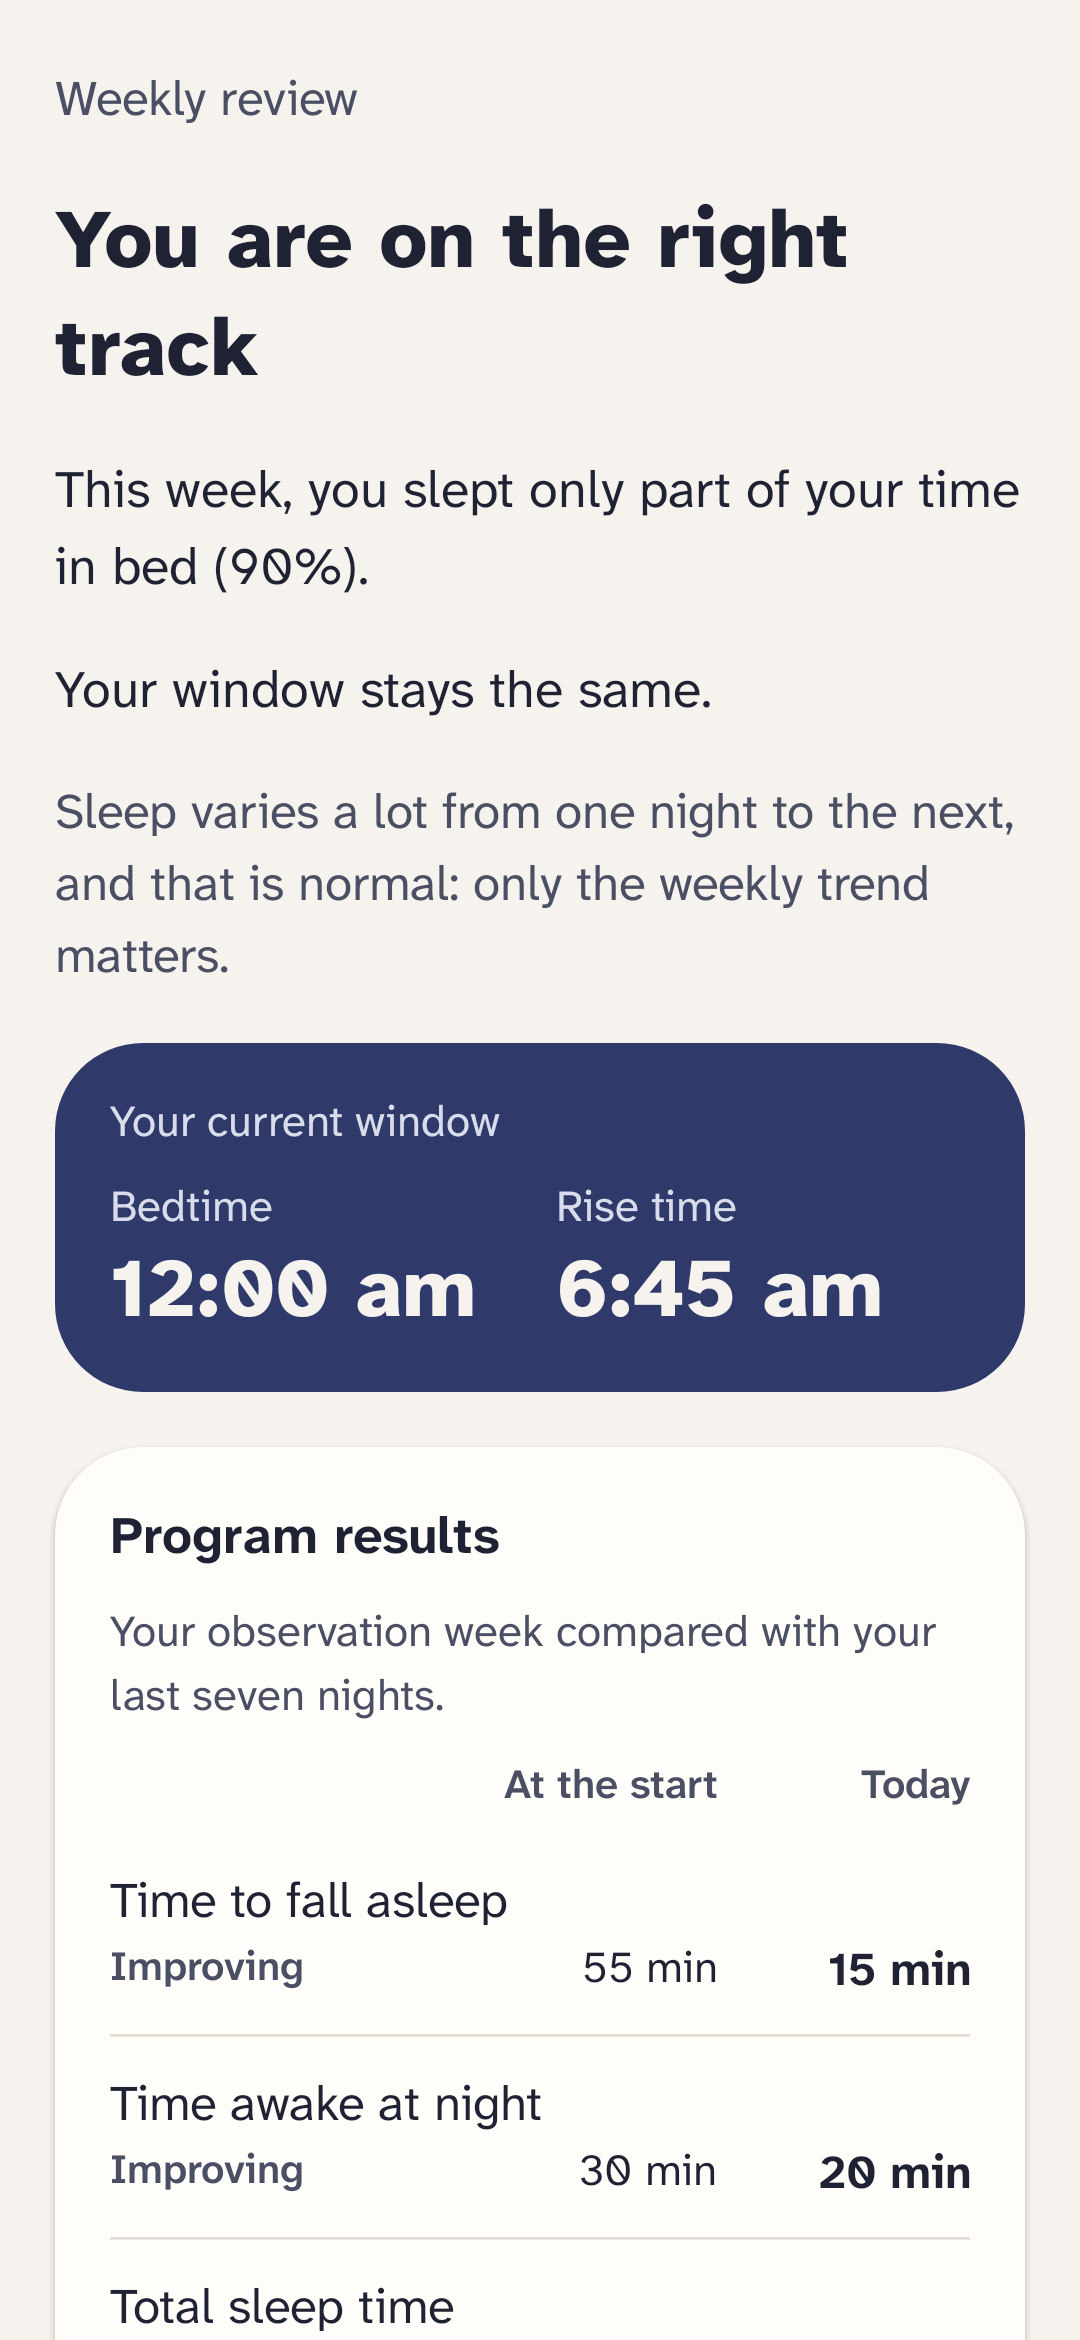 Weekly review
You are on the right
track
This week, you slept only part of your time
in bed (90%).
Your window stays the same.
Sleep varies a lot from one night to the next,
and that is normal: only the weekly trend
matters.
Your current window
Bedtime Rise time
12:00 am 6:45 am
Program results
Your observation week compared with your
last seven nights.
At the start Today
Time to fall asleep
Improving 55 min 15 min
Time awake at night
Improving 30 min 20 min
Total sleep time